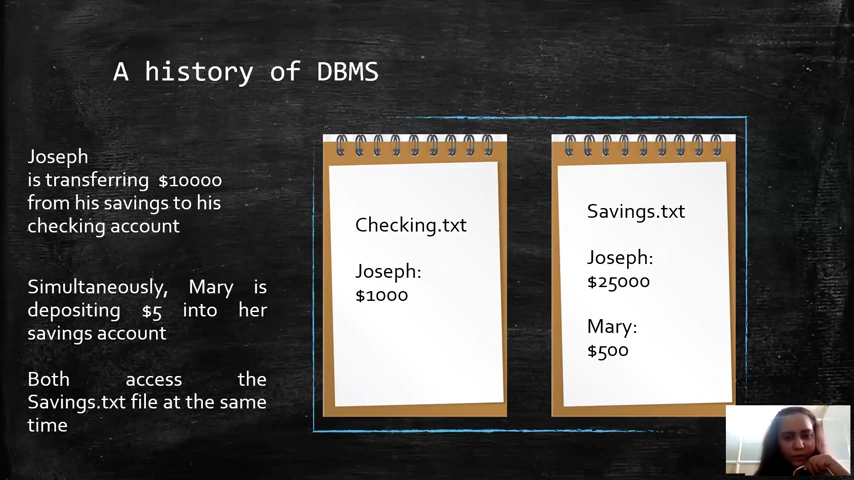 A history of DBMS
Joseph
is transferring $10000
from his savings to his
checking account
Simultaneously, Mary is
depositing $5 into her
savings account
Both access the
Savings.txt file at the same
time
Checking.txt
Joseph:
$1000
Savings.txt
Joseph:
$25000
Mary:
$500